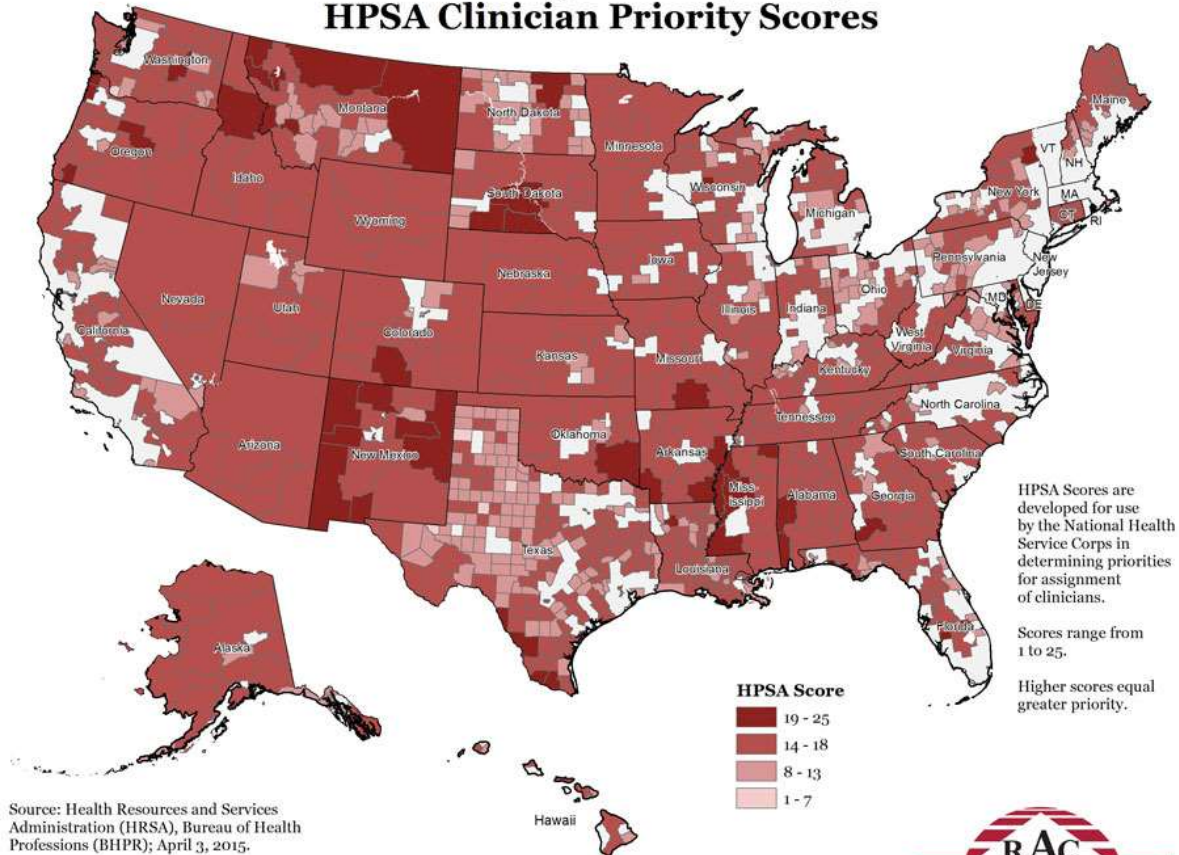 HPSA Clinician Priority Scores
Washington
Montana
North Dakota
Minnesota
Maine
Oregon
Idaho
South Dakota
Wisconsin
VT
NH
Wyoming
Michigan
New York
MA
CT
RI
Nebraska
Iowa
Pennsylvania
New
Jersey
Nevada
Utah
Colorado
Illinois
Indiana
Ohio
MD
DE
California
Kansas
Missouri
West
Virginia
Virginia
Kentucky
Arizona
New Mexico
Oklahoma
Arkansas
Tennessee
North Carolina
South Carolina
Miss-
issippi
Alabama
Georgia
Texas
Louisiana
Florida
Alaska
Hawaii
HPSA Scores are
developed for use
by the National Health
Service Corps in
determining priorities
for assignment
of clinicians.
Scores range from
1 to 25.
Higher scores equal
greater priority.
HPSA Score
19 - 25
14 - 18
8 - 13
1 - 7
Source: Health Resources and Services
Administration (HRSA), Bureau of Health
Professions (BHPR); April 3, 2015.
RAC